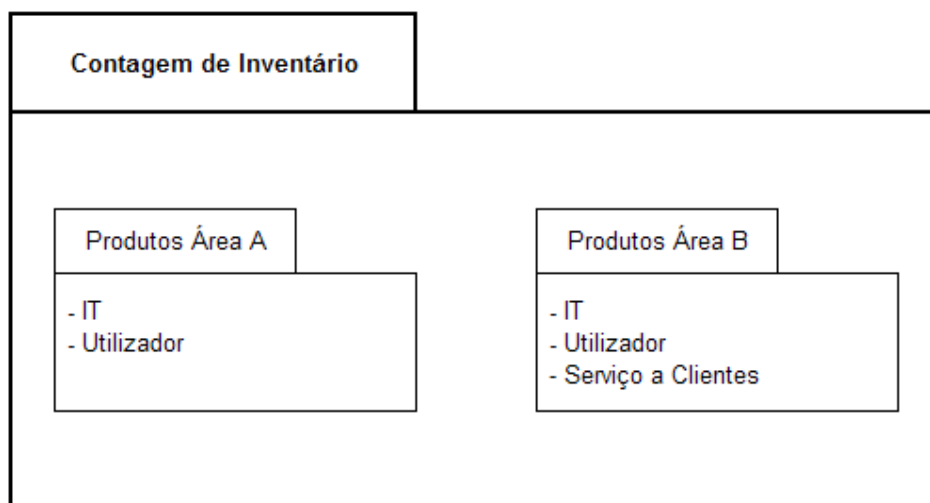 Contagem de Inventário
Produtos Área A
- IT
- Utilizador
Produtos Área B
- IT
- Utilizador
- Serviço a Clientes